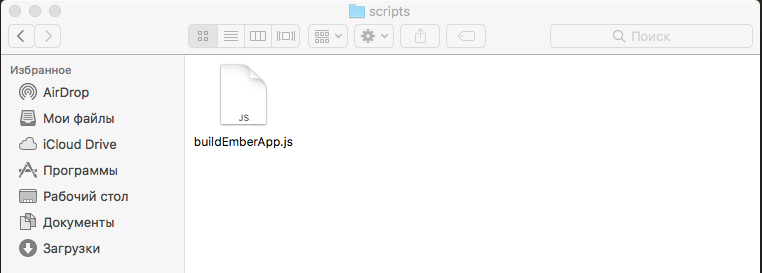 scripts
Поиск
Избранное
AirDrop
Мои файлы
iCloud Drive
Программы
Рабочий стол
Документы
Загрузки
JS
buildEmberApp.js